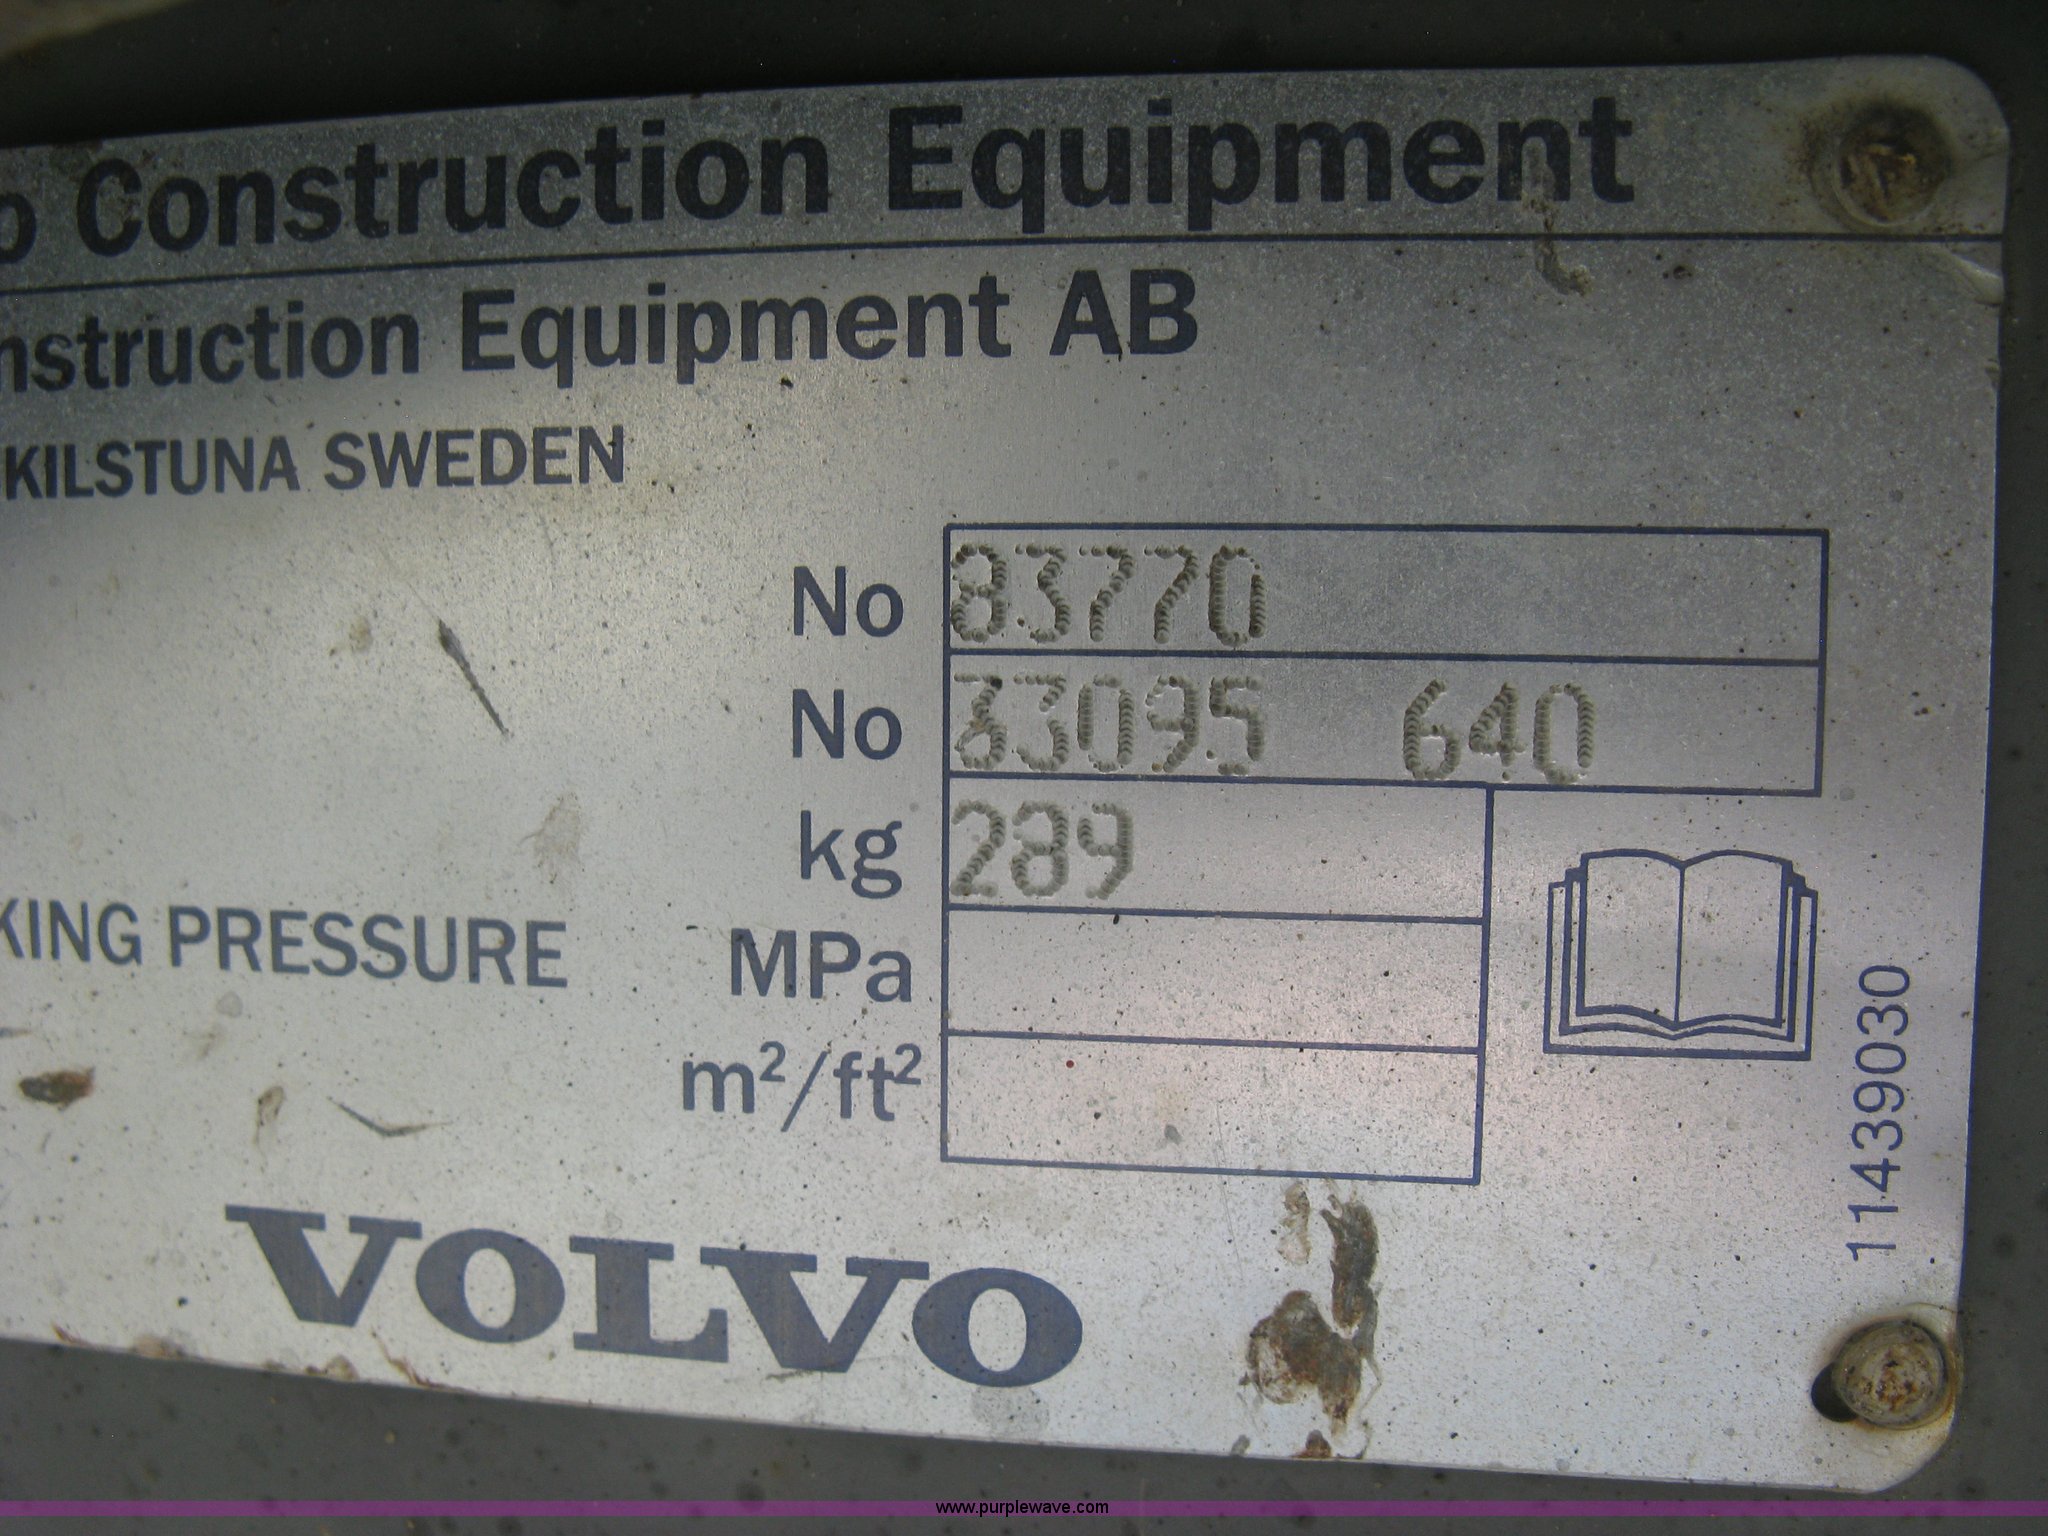 o Construction Equipment
nstruction Equipment AB
SKILSTUNA SWEDEN
No 83770
No 33095 640
kg 289
KING PRESSURE MPa
m²/ft²
VOLVO
11439030
www.purplewave.com